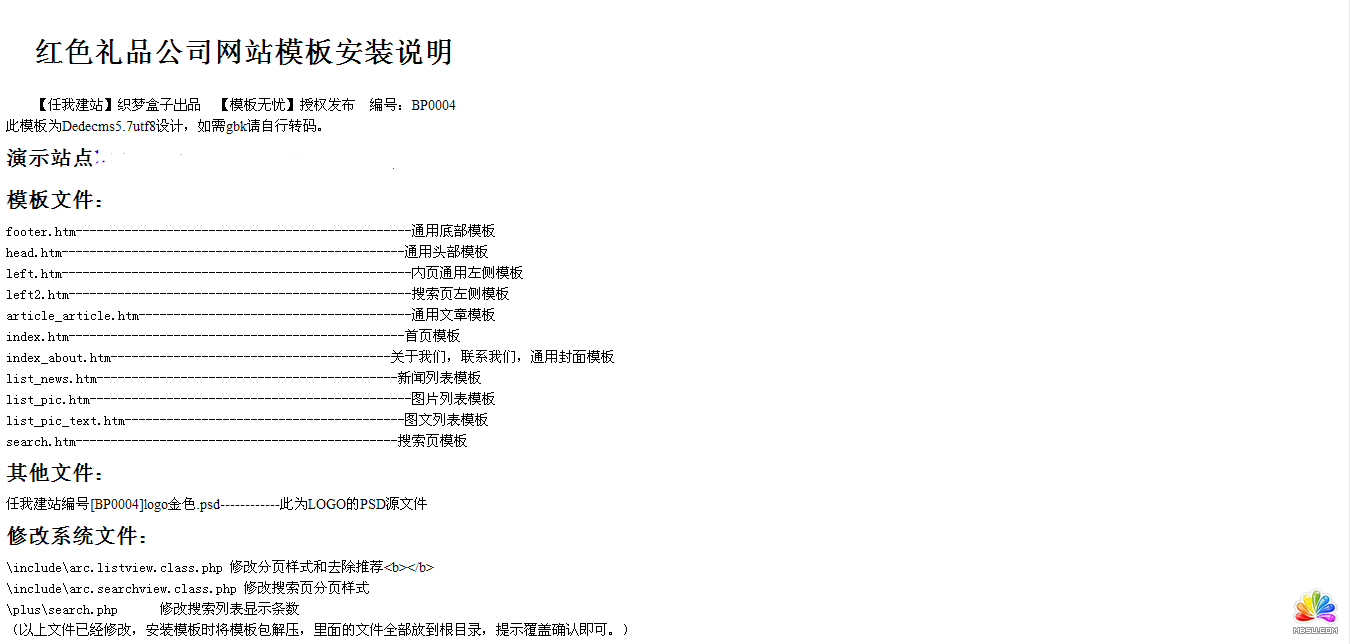 红色礼品公司网站模板安装说明
【任我建站】织梦盒子出品 【模板无忧】授权发布 编号：BP0004
此模板为Dedecms5.7utf8设计，如需gbk请自行转码。
演示站点
模板文件：
footer.htm------------------------------------------------通用底部模板
head.htm-------------------------------------------------通用头部模板
left.htm--------------------------------------------------内页通用左侧模板
left2.htm-------------------------------------------------搜索页左侧模板
article_article.htm---------------------------------------通用文章模板
index.htm------------------------------------------------首页模板
index_about.htm----------------------------------------关于我们，联系我们，通用封面模板
list_news.htm-------------------------------------------新闻列表模板
list_pic.htm----------------------------------------------图片列表模板
list_pic_text.htm----------------------------------------图文列表模板
search.htm----------------------------------------------搜索页模板
其他文件：
任我建站编号[BP0004]logo金色.psd------------此为LOGO的PSD源文件
修改系统文件：
\include\arc.listview.class.php 修改分页样式和去除推荐<b></b>
\include\arc.searchview.class.php 修改搜索页分页样式
\plus\search.php 修改搜索列表显示条数
（以上文件已经修改，安装模板时将模板包解压，里面的文件全部放到根目录，提示覆盖确认即可。）
MBSU.COM